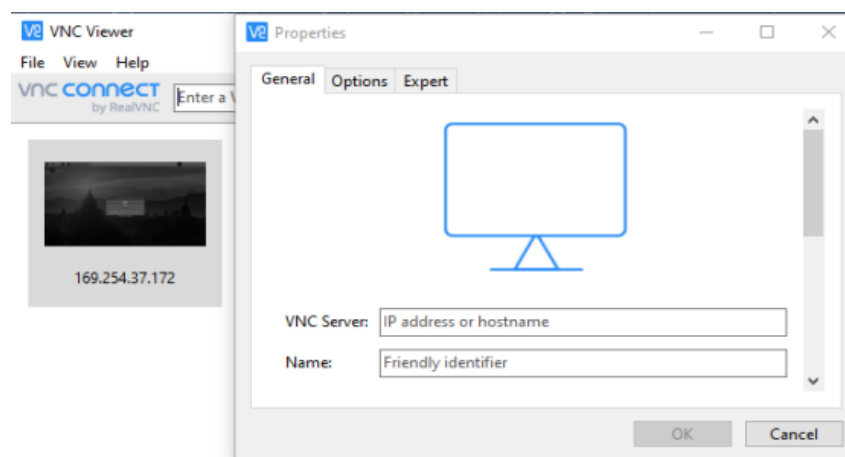 VNC Viewer
File View Help
vnc connect
by RealVNC
Enter a V
169.254.37.172
Properties
General Options Expert
VNC Server: IP address or hostname
Name: Friendly identifier
OK Cancel